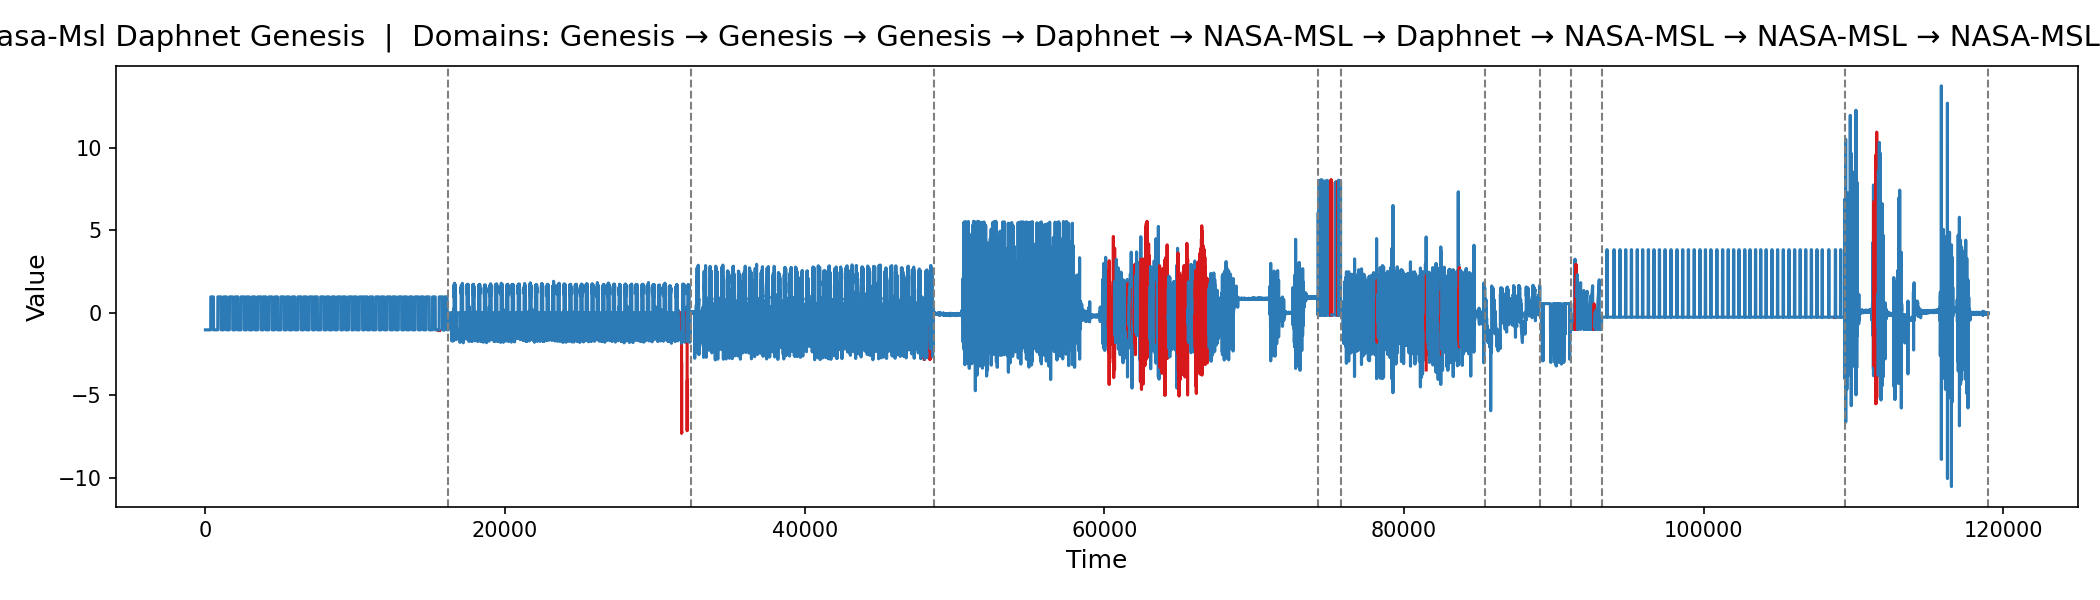 asa-Msl Daphnet Genesis | Domains: Genesis → Genesis → Genesis → Daphnet → NASA-MSL → Daphnet → NASA-MSL → NASA-MSL → NASA-MSL
10
5
0
−5
−10
Value
0 20000 40000 60000 80000 100000 120000
Time